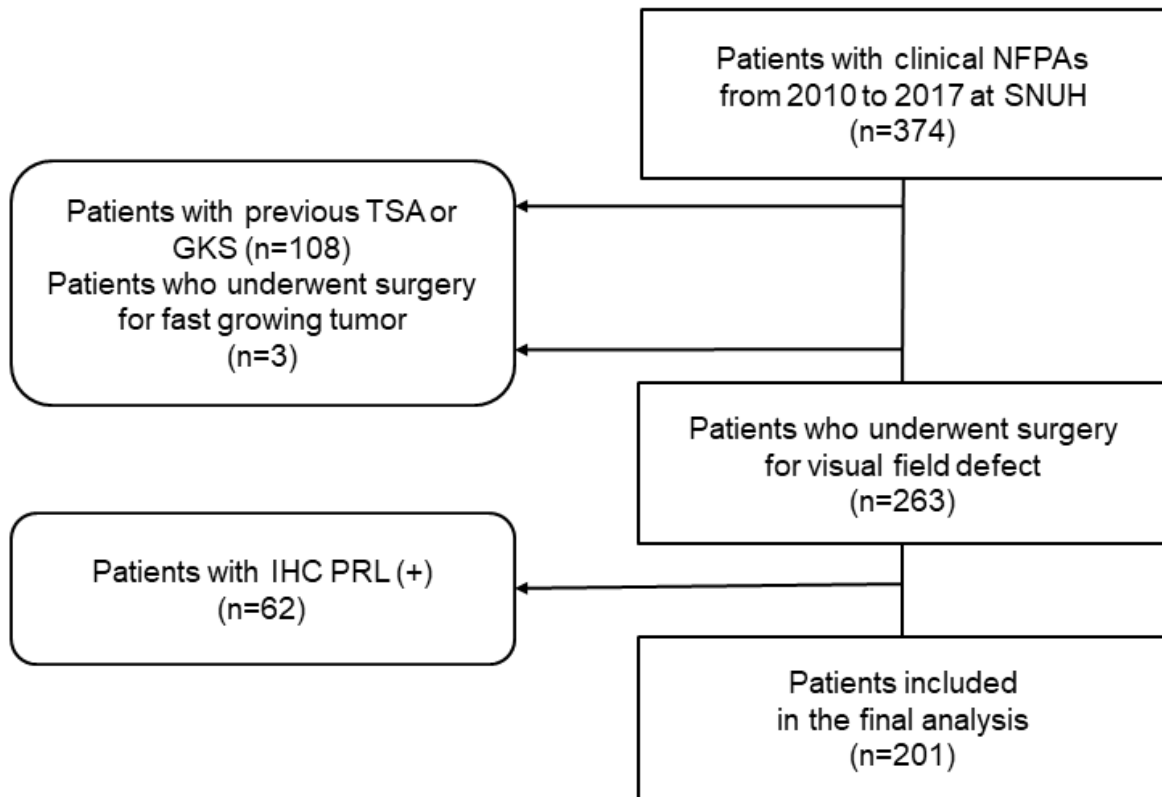 Patients with clinical NFPAs
from 2010 to 2017 at SNUH
(n=374)
Patients with previous TSA or
GKS (n=108)
Patients who underwent surgery
for fast growing tumor
(n=3)
Patients who underwent surgery
for visual field defect
(n=263)
Patients with IHC PRL (+)
(n=62)
Patients included
in the final analysis
(n=201)